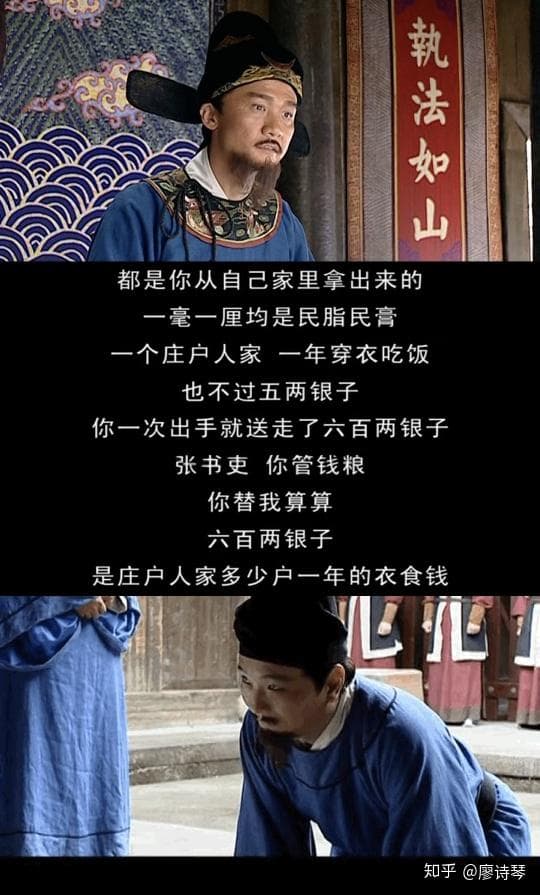 執法如山
都是你从自己家里拿出来的
一毫一厘均是民脂民膏
一个庄户人家 一年穿衣吃饭
也不过五两银子
你一次出手就送走了六百两银子
张书吏 你管钱粮
你替我算算
六百两银子
是庄户人家多少户一年的衣食钱
知乎 @廖诗琴